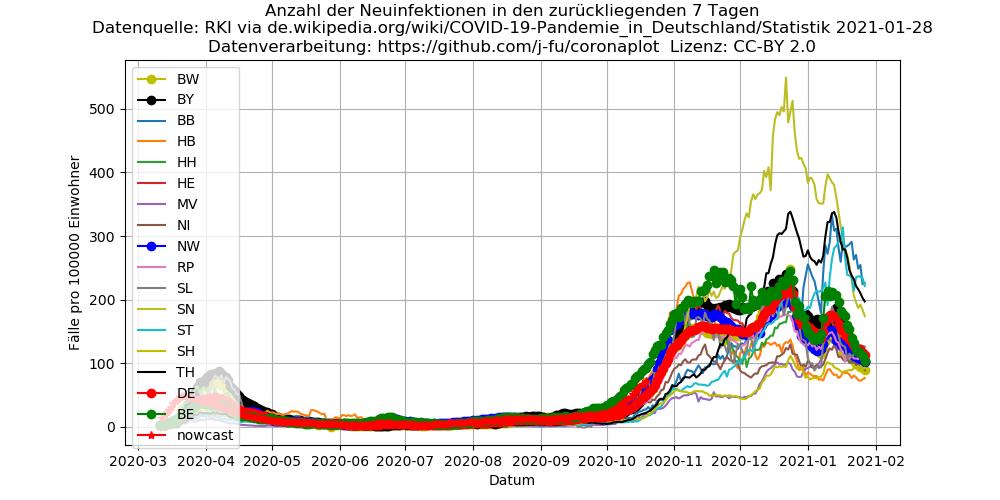 Anzahl der Neuinfektionen in den zurückliegenden 7 Tagen
Datenquelle: RKI via de.wikipedia.org/wiki/COVID-19-Pandemie_in_Deutschland/Statistik 2021-01-28
Datenverarbeitung: https://github.com/j-fu/coronaplot  Lizenz: CC-BY 2.0
Fälle pro 100000 Einwohner
500
400
300
200
100
0
BW
BY
BB
HB
HH
HE
MV
NI
NW
RP
SL
SN
ST
SH
TH
DE
BE
nowcast
2020-03 2020-04 2020-05 2020-06 2020-07 2020-08 2020-09 2020-10 2020-11 2020-12 2021-01 2021-02
Datum